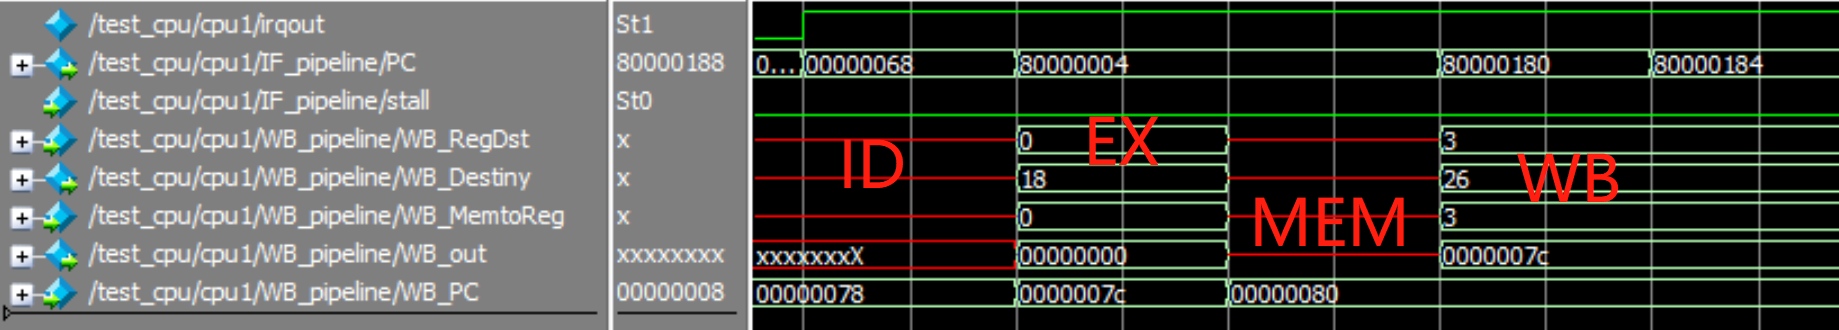 /test_cpu/cpu1/irqout St1
/test_cpu/cpu1/IF_pipeline/PC 80000188 0... 00000068 80000004 80000180 80000184
/test_cpu/cpu1/IF_pipeline/stall St0
/test_cpu/cpu1/WB_pipeline/WB_RegDst x 0 EX 3
/test_cpu/cpu1/WB_pipeline/WB_Destiny x ID 18 26 WB
/test_cpu/cpu1/WB_pipeline/WB_MemtoReg x 0 MEM 3
/test_cpu/cpu1/WB_pipeline/WB_out xxxxxxxx xxxxxxxX 00000000 0000007c
/test_cpu/cpu1/WB_pipeline/WB_PC 00000008 00000078 0000007c 00000080